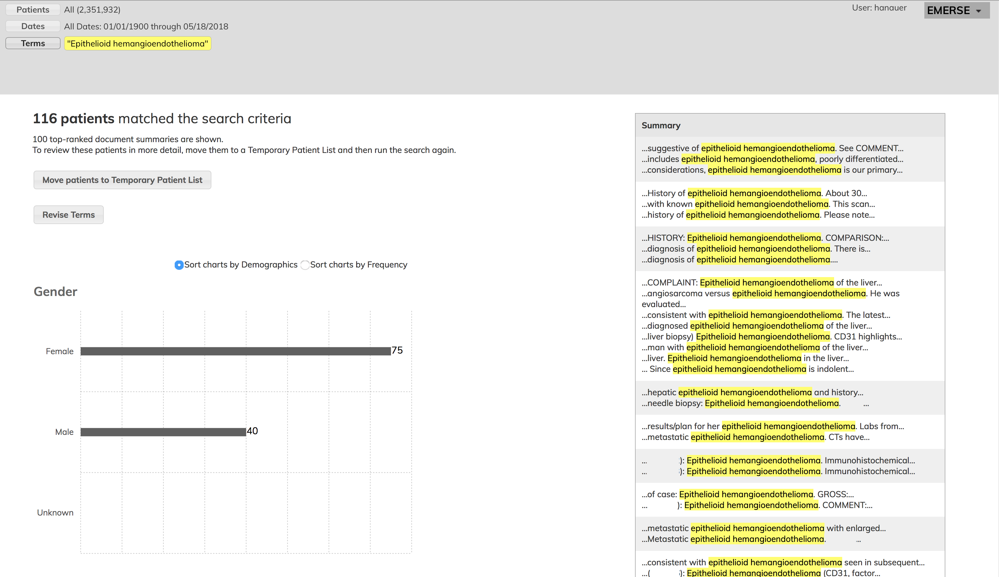 Patients All (2,351,932)
User: hanauer
EMERSE
Dates All Dates: 01/01/1900 through 05/18/2018
Terms "Epithelioid hemangioendothelioma"
116 patients matched the search criteria
100 top-ranked document summaries are shown.
To review these patients in more detail, move them to a Temporary Patient List and then run the search again.
Move patients to Temporary Patient List
Revise Terms
Sort charts by Demographics Sort charts by Frequency
Gender
Female 75
Male 40
Unknown
Summary
...suggestive of epithelioid hemangioendothelioma. See COMMENT...
...includes epithelioid hemangioendothelioma, poorly differentiated...
...considerations, epithelioid hemangioendothelioma is our primary...
...History of epithelioid hemangioendothelioma. About 30...
...with known epithelioid hemangioendothelioma. This scan...
...history of epithelioid hemangioendothelioma. Please note...
...HISTORY: Epithelioid hemangioendothelioma. COMPARISON:...
...diagnosis of epithelioid hemangioendothelioma. There is...
...diagnosis of epithelioid hemangioendothelioma....
...COMPLAINT: Epithelioid hemangioendothelioma of the liver...
...angiosarcoma versus epithelioid hemangioendothelioma. He was
evaluated...
...consistent with epithelioid hemangioendothelioma. The latest...
...diagnosed epithelioid hemangioendothelioma of the liver...
...liver biopsy) Epithelioid hemangioendothelioma. CD31 highlights...
...man with epithelioid hemangioendothelioma of the liver...
...liver. Epithelioid hemangioendothelioma in the liver...
... Since epithelioid hemangioendothelioma is indolent...
...hepatic epithelioid hemangioendothelioma and history...
...needle biopsy: Epithelioid hemangioendothelioma. ...
...results/plan for her epithelioid hemangioendothelioma. Labs from...
...metastatic epithelioid hemangioendothelioma. CTs have...
... ): Epithelioid hemangioendothelioma. Immunohistochemical...
... ): Epithelioid hemangioendothelioma. Immunohistochemical...
...of case: Epithelioid hemangioendothelioma. GROSS:...
... ): Epithelioid hemangioendothelioma. COMMENT:...
...metastatic epithelioid hemangioendothelioma with enlarged...
...Metastatic epithelioid hemangioendothelioma. ...
...consistent with epithelioid hemangioendothelioma seen in subsequent...
...( ): Epithelioid hemangioendothelioma (CD31, factor...